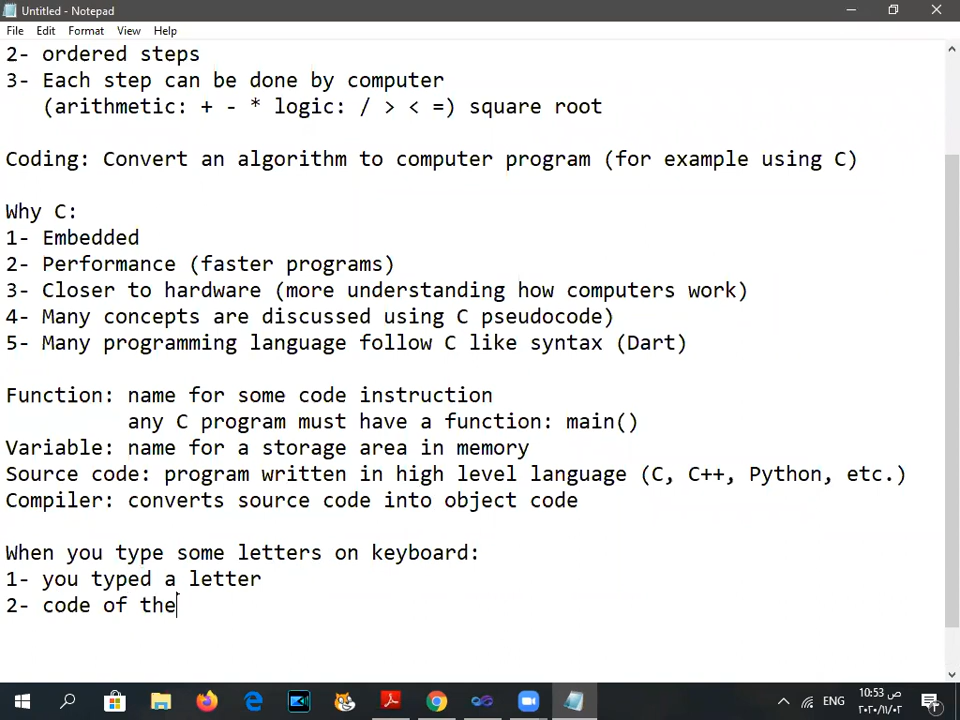 Untitled - Notepad
File Edit Format View Help
2- ordered steps
3- Each step can be done by computer
(arithmetic: + - * logic: / > < =) square root
Coding: Convert an algorithm to computer program (for example using C)
Why C:
1- Embedded
2- Performance (faster programs)
3- Closer to hardware (more understanding how computers work)
4- Many concepts are discussed using C pseudocode)
5- Many programming language follow C like syntax (Dart)
Function: name for some code instruction
any C program must have a function: main()
Variable: name for a storage area in memory
Source code: program written in high level language (C, C++, Python, etc.)
Compiler: converts source code into object code
When you type some letters on keyboard:
1- you typed a letter
2- code of the
ENG
10:53 ص
٢٠٢٠/١١/٠٢